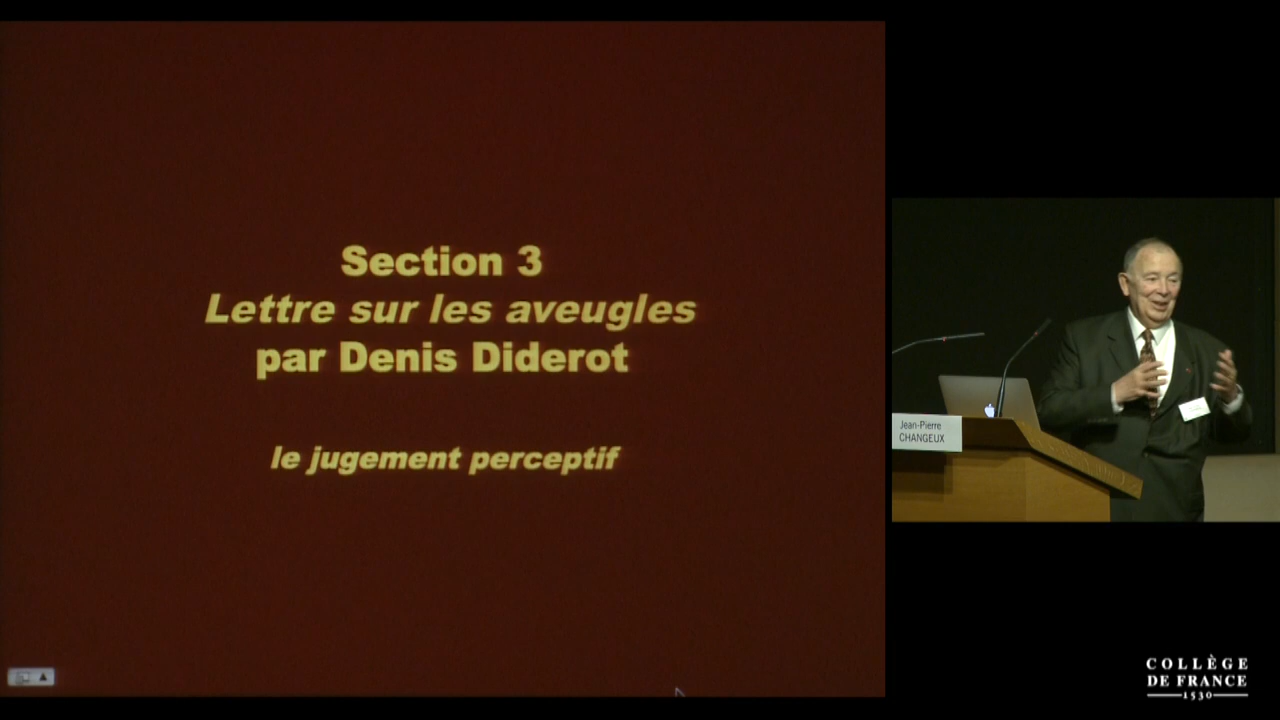 Section 3
Lettre sur les aveugles
par Denis Diderot
le jugement perceptif
Jean-Pierre
CHANGEUX
COLLÈGE
DE FRANCE
1530